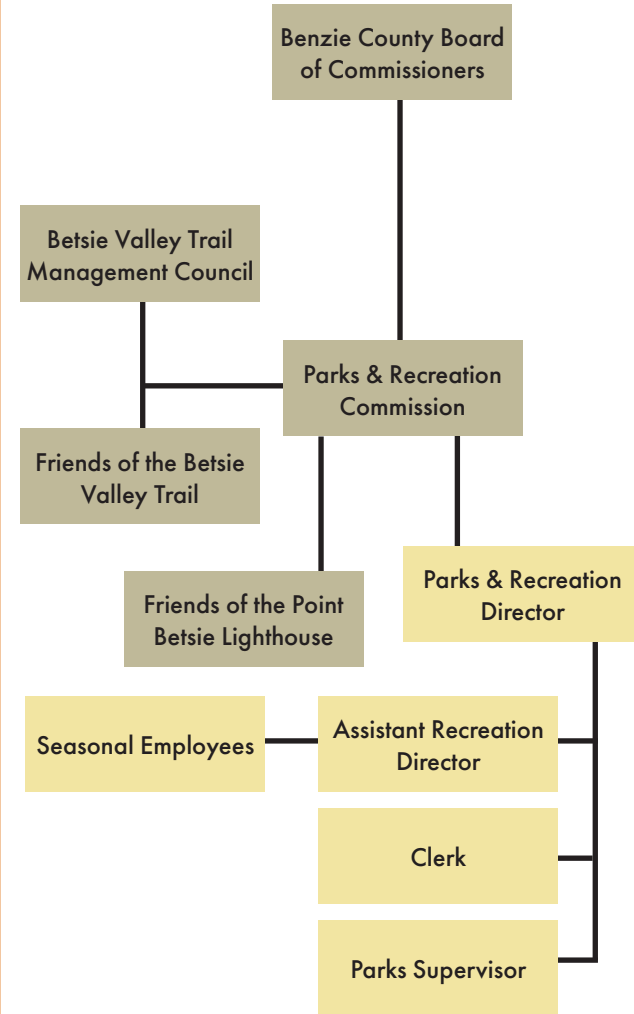 Benzie County Board
of Commissioners
Betsie Valley Trail
Management Council
Parks & Recreation
Commission
Friends of the Betsie
Valley Trail
Friends of the Point
Betsie Lighthouse
Parks & Recreation
Director
Seasonal Employees
Assistant Recreation
Director
Clerk
Parks Supervisor